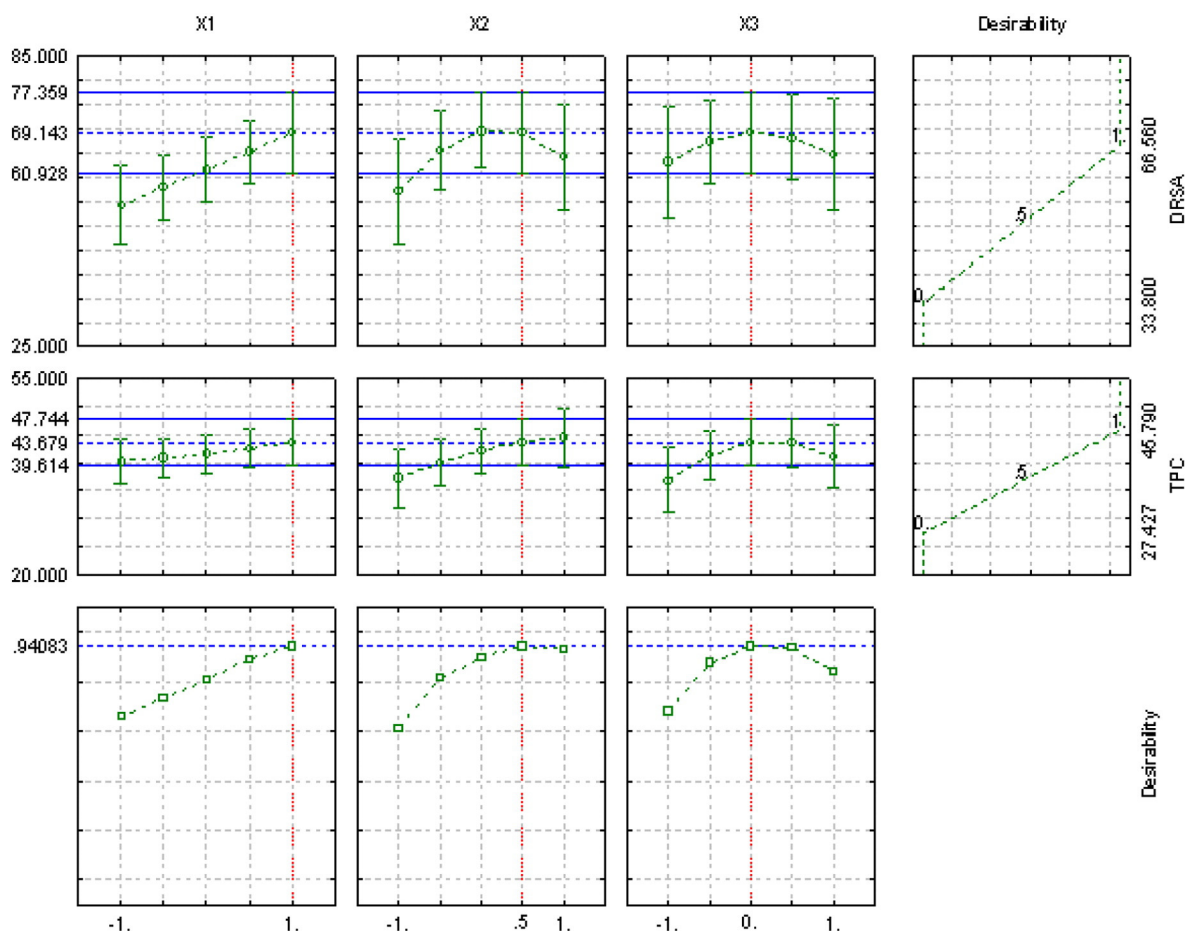 X1 X2 X3 Desirability
85.000
77.359
69.143
60.928
25.000
0. .5 1.
66.560
33.800
DRSA
55.000
47.744
43.679
39.614
20.000
0. .5 1.
45.790
27.427
TPC
.94083
Desirability
-1. 1. -1. .5 1. -1. 0. 1.